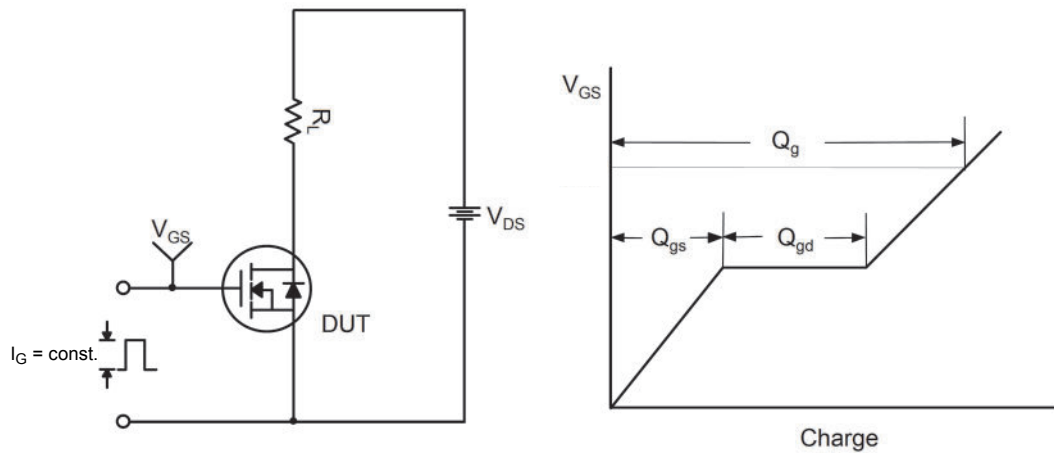 R_L
V_GS
V_DS
DUT
I_G = const.
V_GS
Q_g
Q_gs
Q_gd
Charge